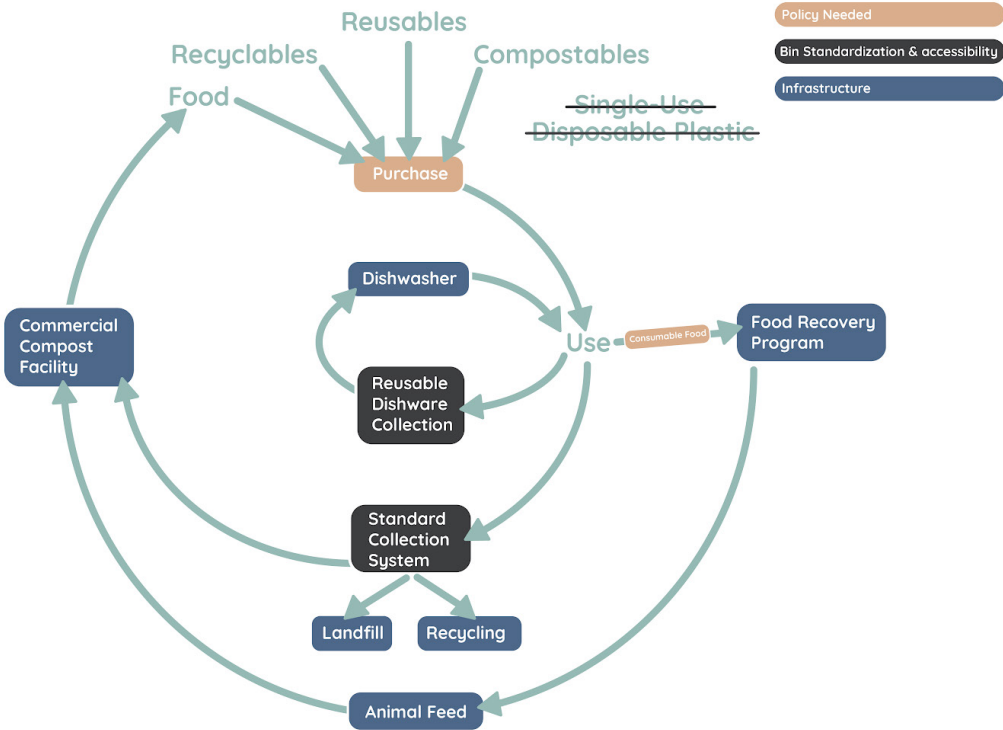 Reusables
Recyclables
Compostables
Food
Single-Use
Disposable Plastic
Policy Needed
Bin Standardization & accessibility
Infrastructure
Purchase
Dishwasher
Use
Consumable Food
Food Recovery
Program
Commercial
Compost
Facility
Reusable
Dishware
Collection
Standard
Collection
System
Landfill
Recycling
Animal Feed